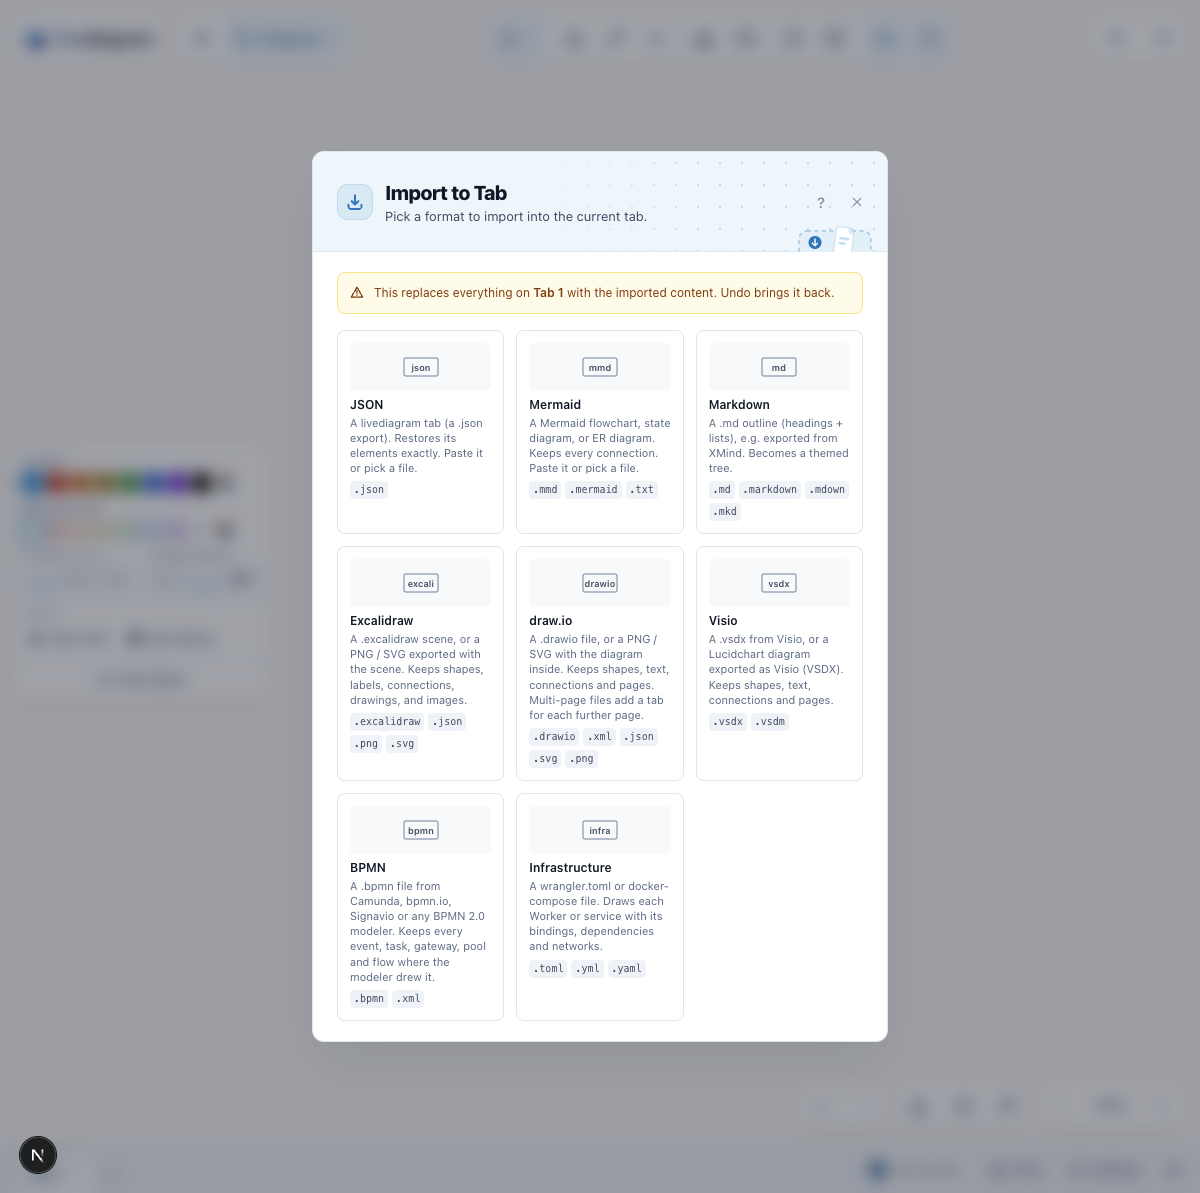 Import to Tab
Pick a format to import into the current tab.
?
This replaces everything on Tab 1 with the imported content. Undo brings it back.
json
JSON
A livediagram tab (a .json
export). Restores its
elements exactly. Paste it
or pick a file.
.json
mmd
Mermaid
A Mermaid flowchart, state
diagram, or ER diagram.
Keeps every connection.
Paste it or pick a file.
.mmd .mermaid .txt
md
Markdown
A .md outline (headings +
lists), e.g. exported from
XMind. Becomes a themed
tree.
.md .markdown .mdown
.mkd
excali
Excalidraw
A .excalidraw scene, or a
PNG / SVG exported with
the scene. Keeps shapes,
labels, connections,
drawings, and images.
.excalidraw .json
.png .svg
drawio
draw.io
A .drawio file, or a PNG /
SVG with the diagram
inside. Keeps shapes, text,
connections and pages.
Multi-page files add a tab
for each further page.
.drawio .xml .json
.svg .png
vsdx
Visio
A .vsdx from Visio, or a
Lucidchart diagram
exported as Visio (VSDX).
Keeps shapes, text,
connections and pages.
.vsdx .vsdm
bpmn
BPMN
A .bpmn file from
Camunda, bpmn.io,
Signavio or any BPMN 2.0
modeler. Keeps every
event, task, gateway, pool
and flow where the
modeler drew it.
.bpmn .xml
infra
Infrastructure
A wrangler.toml or docker-
compose file. Draws each
Worker or service with its
bindings, dependencies
and networks.
.toml .yml .yaml
N